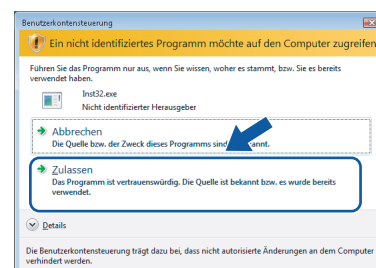 Benutzerkontensteuerung
Ein nicht identifiziertes Programm möchte auf den Computer zugreifen
Führen Sie das Programm nur aus, wenn Sie wissen, woher es stammt, bzw. Sie es bereits
verwendet haben.
Inst32.exe
Nicht identifizierter Herausgeber
Abbrechen
Die Quelle bzw. der Zweck dieses Programms sind
Zulassen
Das Programm ist vertrauenswürdig. Die Quelle ist bekannt bzw. es wurde bereits
verwendet.
Details
Die Benutzerkontensteuerung trägt dazu bei, dass nicht autorisierte Änderungen an dem Computer
verhindert werden.